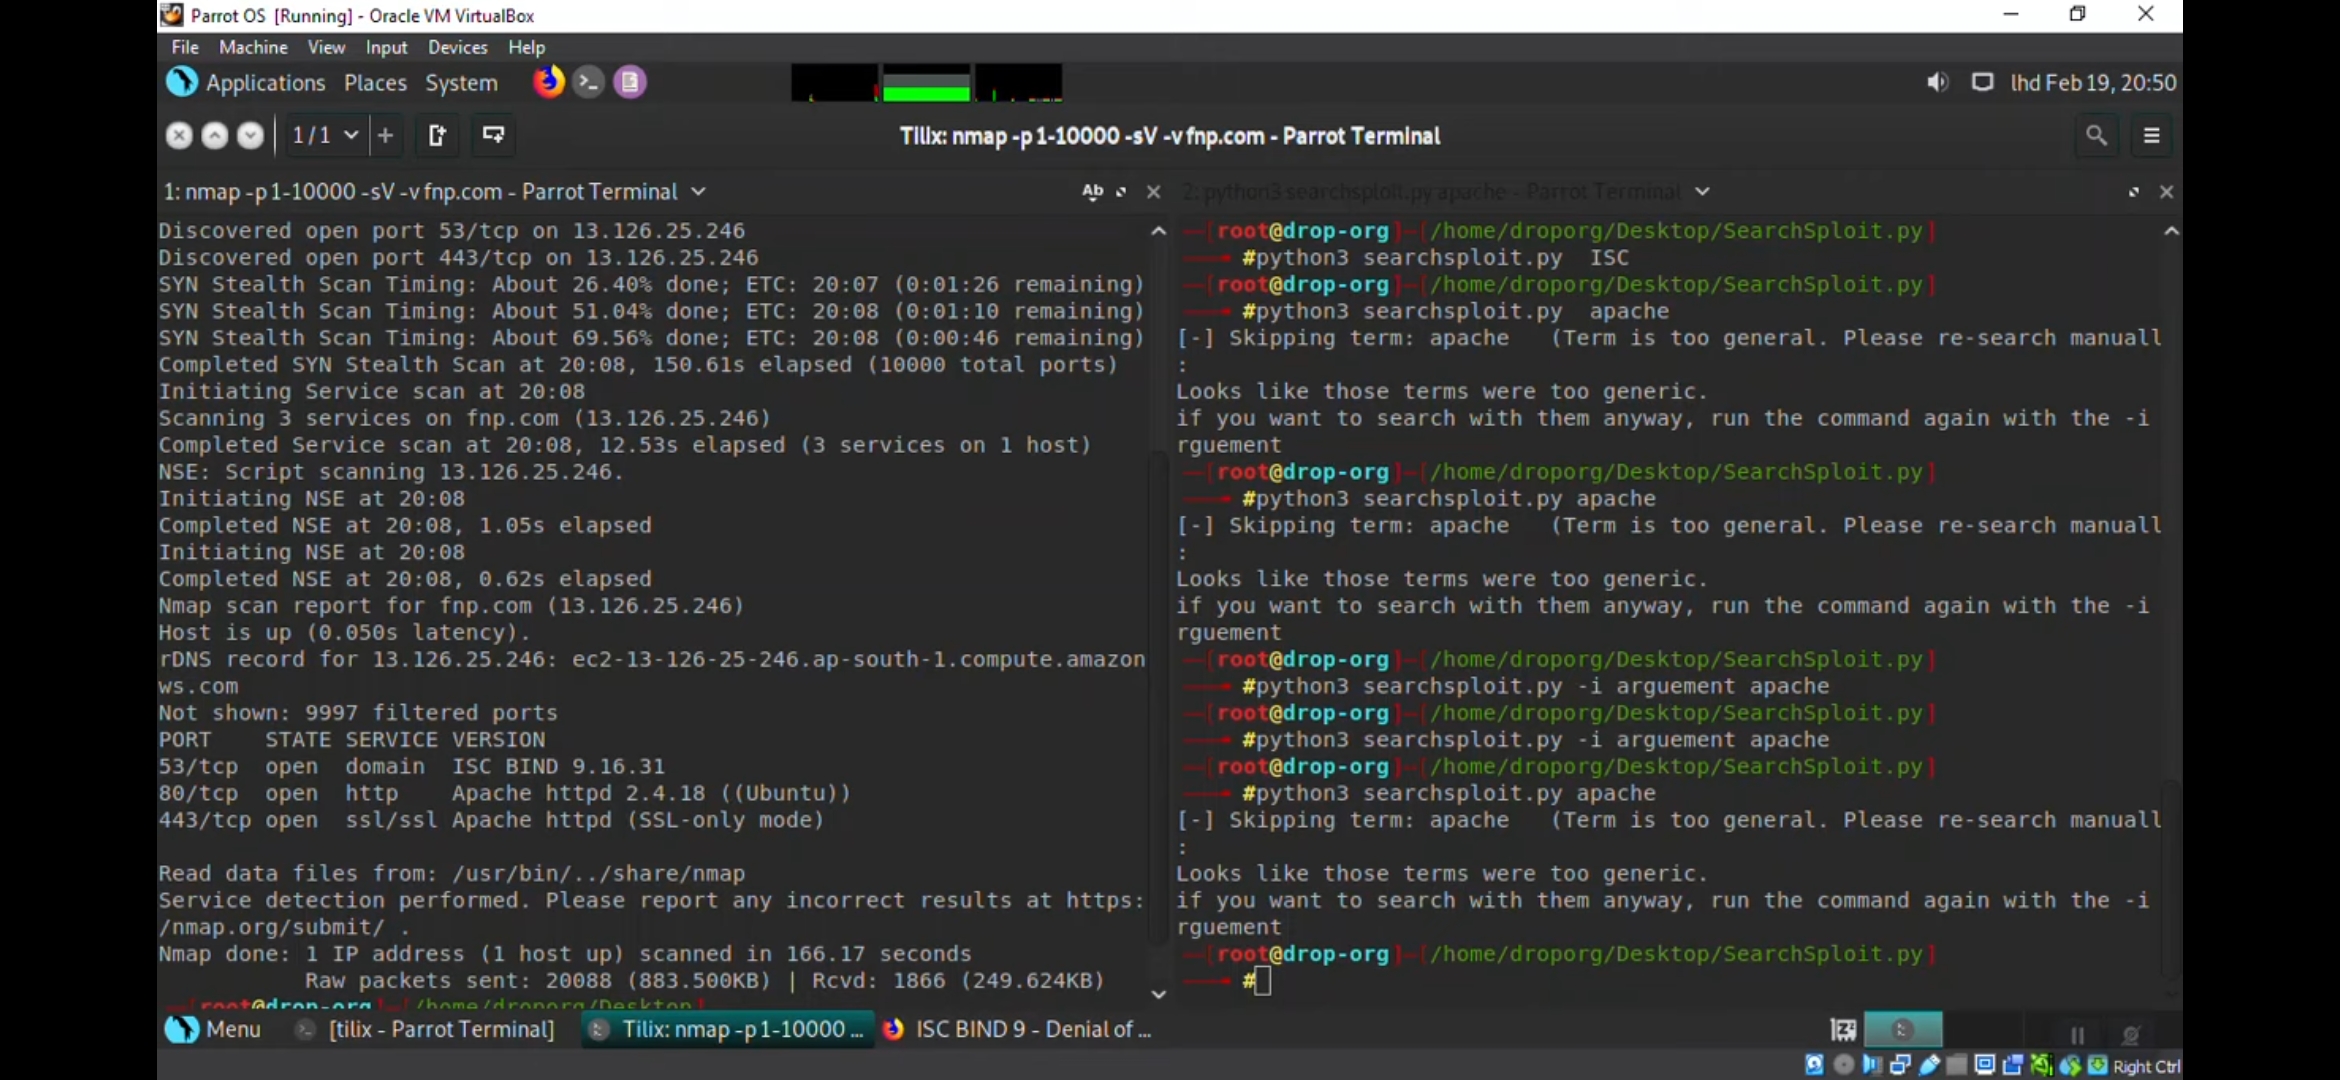 Parrot OS [Running] - Oracle VM VirtualBox
File Machine View Input Devices Help
Applications Places System
lhd Feb 19, 20:50
1 / 1
Tilix: nmap -p 1-10000 -sV -v fnp.com - Parrot Terminal
1: nmap -p 1-10000 -sV -v fnp.com - Parrot Terminal
Ab
Discovered open port 53/tcp on 13.126.25.246
Discovered open port 443/tcp on 13.126.25.246
SYN Stealth Scan Timing: About 26.40% done; ETC: 20:07 (0:01:26 remaining)
SYN Stealth Scan Timing: About 51.04% done; ETC: 20:08 (0:01:10 remaining)
SYN Stealth Scan Timing: About 69.56% done; ETC: 20:08 (0:00:46 remaining)
Completed SYN Stealth Scan at 20:08, 150.61s elapsed (10000 total ports)
Initiating Service scan at 20:08
Scanning 3 services on fnp.com (13.126.25.246)
Completed Service scan at 20:08, 12.53s elapsed (3 services on 1 host)
NSE: Script scanning 13.126.25.246.
Initiating NSE at 20:08
Completed NSE at 20:08, 1.05s elapsed
Initiating NSE at 20:08
Completed NSE at 20:08, 0.62s elapsed
Nmap scan report for fnp.com (13.126.25.246)
Host is up (0.050s latency).
rDNS record for 13.126.25.246: ec2-13-126-25-246.ap-south-1.compute.amazon
ws.com
Not shown: 9997 filtered ports
PORT STATE SERVICE VERSION
53/tcp open domain ISC BIND 9.16.31
80/tcp open http Apache httpd 2.4.18 ((Ubuntu))
443/tcp open ssl/ssl Apache httpd (SSL-only mode)
Read data files from: /usr/bin/../share/nmap
Service detection performed. Please report any incorrect results at https:
/nmap.org/submit/ .
Nmap done: 1 IP address (1 host up) scanned in 166.17 seconds
Raw packets sent: 20088 (883.500KB) | Rcvd: 1866 (249.624KB)
[root@drop-org]-[/home/droporg/Desktop]
2: python3 searchsploit.py apache - Parrot Terminal
[root@drop-org]-[/home/droporg/Desktop/SearchSploit.py]
#python3 searchsploit.py ISC
[root@drop-org]-[/home/droporg/Desktop/SearchSploit.py]
#python3 searchsploit.py apache
[-] Skipping term: apache (Term is too general. Please re-search manuall
:
Looks like those terms were too generic.
if you want to search with them anyway, run the command again with the -i
rguement
[root@drop-org]-[/home/droporg/Desktop/SearchSploit.py]
#python3 searchsploit.py apache
[-] Skipping term: apache (Term is too general. Please re-search manuall
:
Looks like those terms were too generic.
if you want to search with them anyway, run the command again with the -i
rguement
[root@drop-org]-[/home/droporg/Desktop/SearchSploit.py]
#python3 searchsploit.py -i arguement apache
[root@drop-org]-[/home/droporg/Desktop/SearchSploit.py]
#python3 searchsploit.py -i arguement apache
[root@drop-org]-[/home/droporg/Desktop/SearchSploit.py]
#python3 searchsploit.py apache
[-] Skipping term: apache (Term is too general. Please re-search manuall
:
Looks like those terms were too generic.
if you want to search with them anyway, run the command again with the -i
rguement
[root@drop-org]-[/home/droporg/Desktop/SearchSploit.py]
#
Menu [tilix - Parrot Terminal] Tilix: nmap -p 1-10000 ... ISC BIND 9 - Denial of ...
Right Ctrl